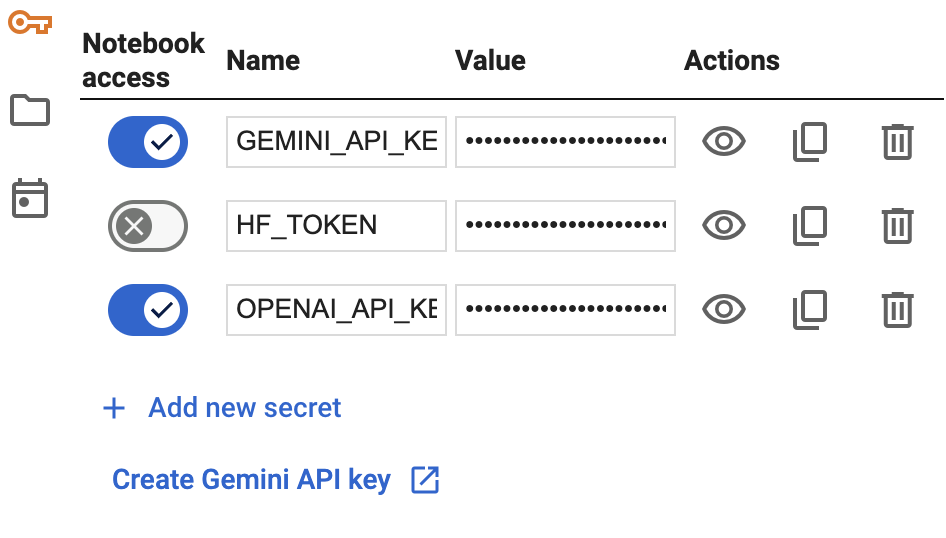 Notebook access Name Value Actions
GEMINI_API_KE ••••••••••••••••••••••
HF_TOKEN ••••••••••••••••••••••
OPENAI_API_KE ••••••••••••••••••••••
+ Add new secret
Create Gemini API key